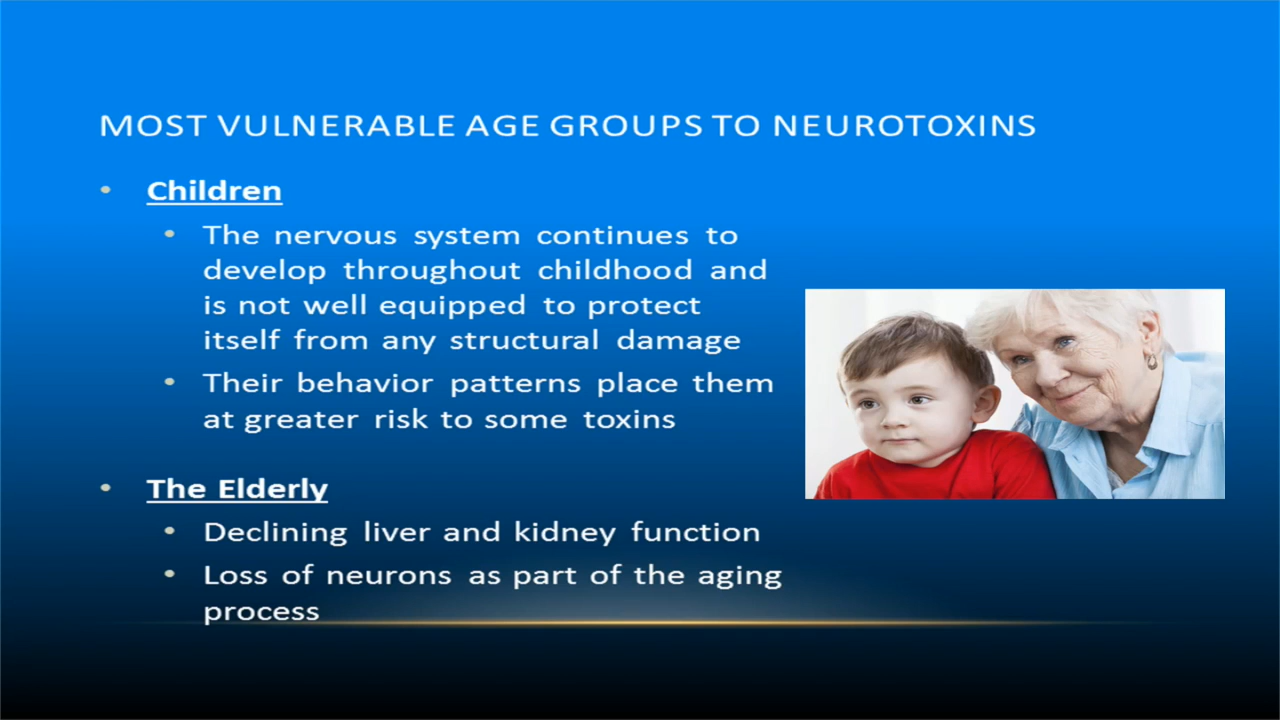 MOST VULNERABLE AGE GROUPS TO NEUROTOXINS
• Children
• The nervous system continues to
develop throughout childhood and
is not well equipped to protect
itself from any structural damage
• Their behavior patterns place them
at greater risk to some toxins
• The Elderly
• Declining liver and kidney function
• Loss of neurons as part of the aging
process